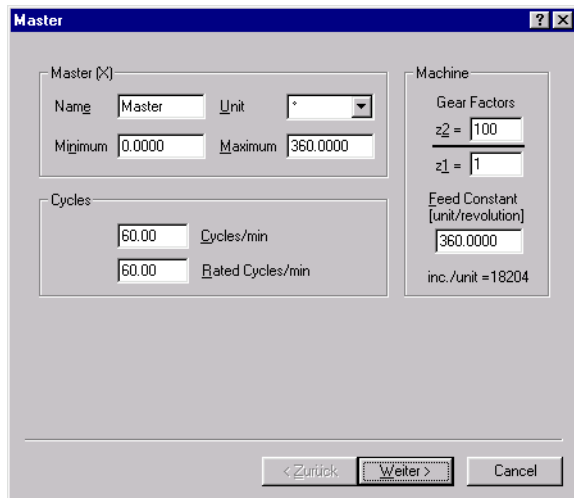 Master
Master (X)
Name Master Unit °
Minimum 0.0000 Maximum 360.0000
Cycles
60.00 Cycles/min
60.00 Rated Cycles/min
Machine
Gear Factors
z2 = 100
z1 = 1
Feed Constant
[unit/revolution]
360.0000
inc./unit =18204
< Zurück Weiter > Cancel